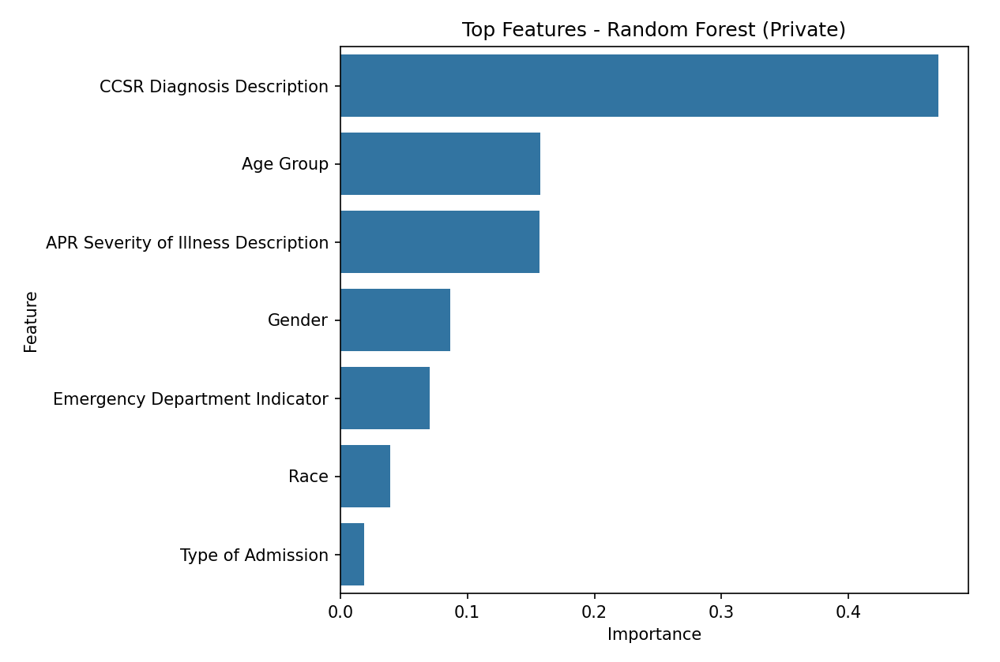 Top Features - Random Forest (Private)
CCSR Diagnosis Description
Age Group
APR Severity of Illness Description
Gender
Emergency Department Indicator
Race
Type of Admission
Feature
0.0 0.1 0.2 0.3 0.4
Importance